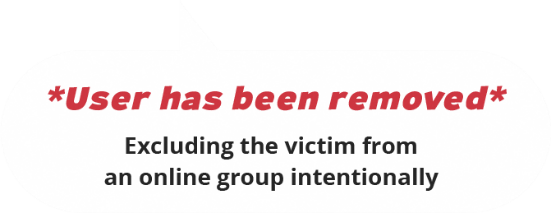 *User has been removed*
Excluding the victim from
an online group intentionally